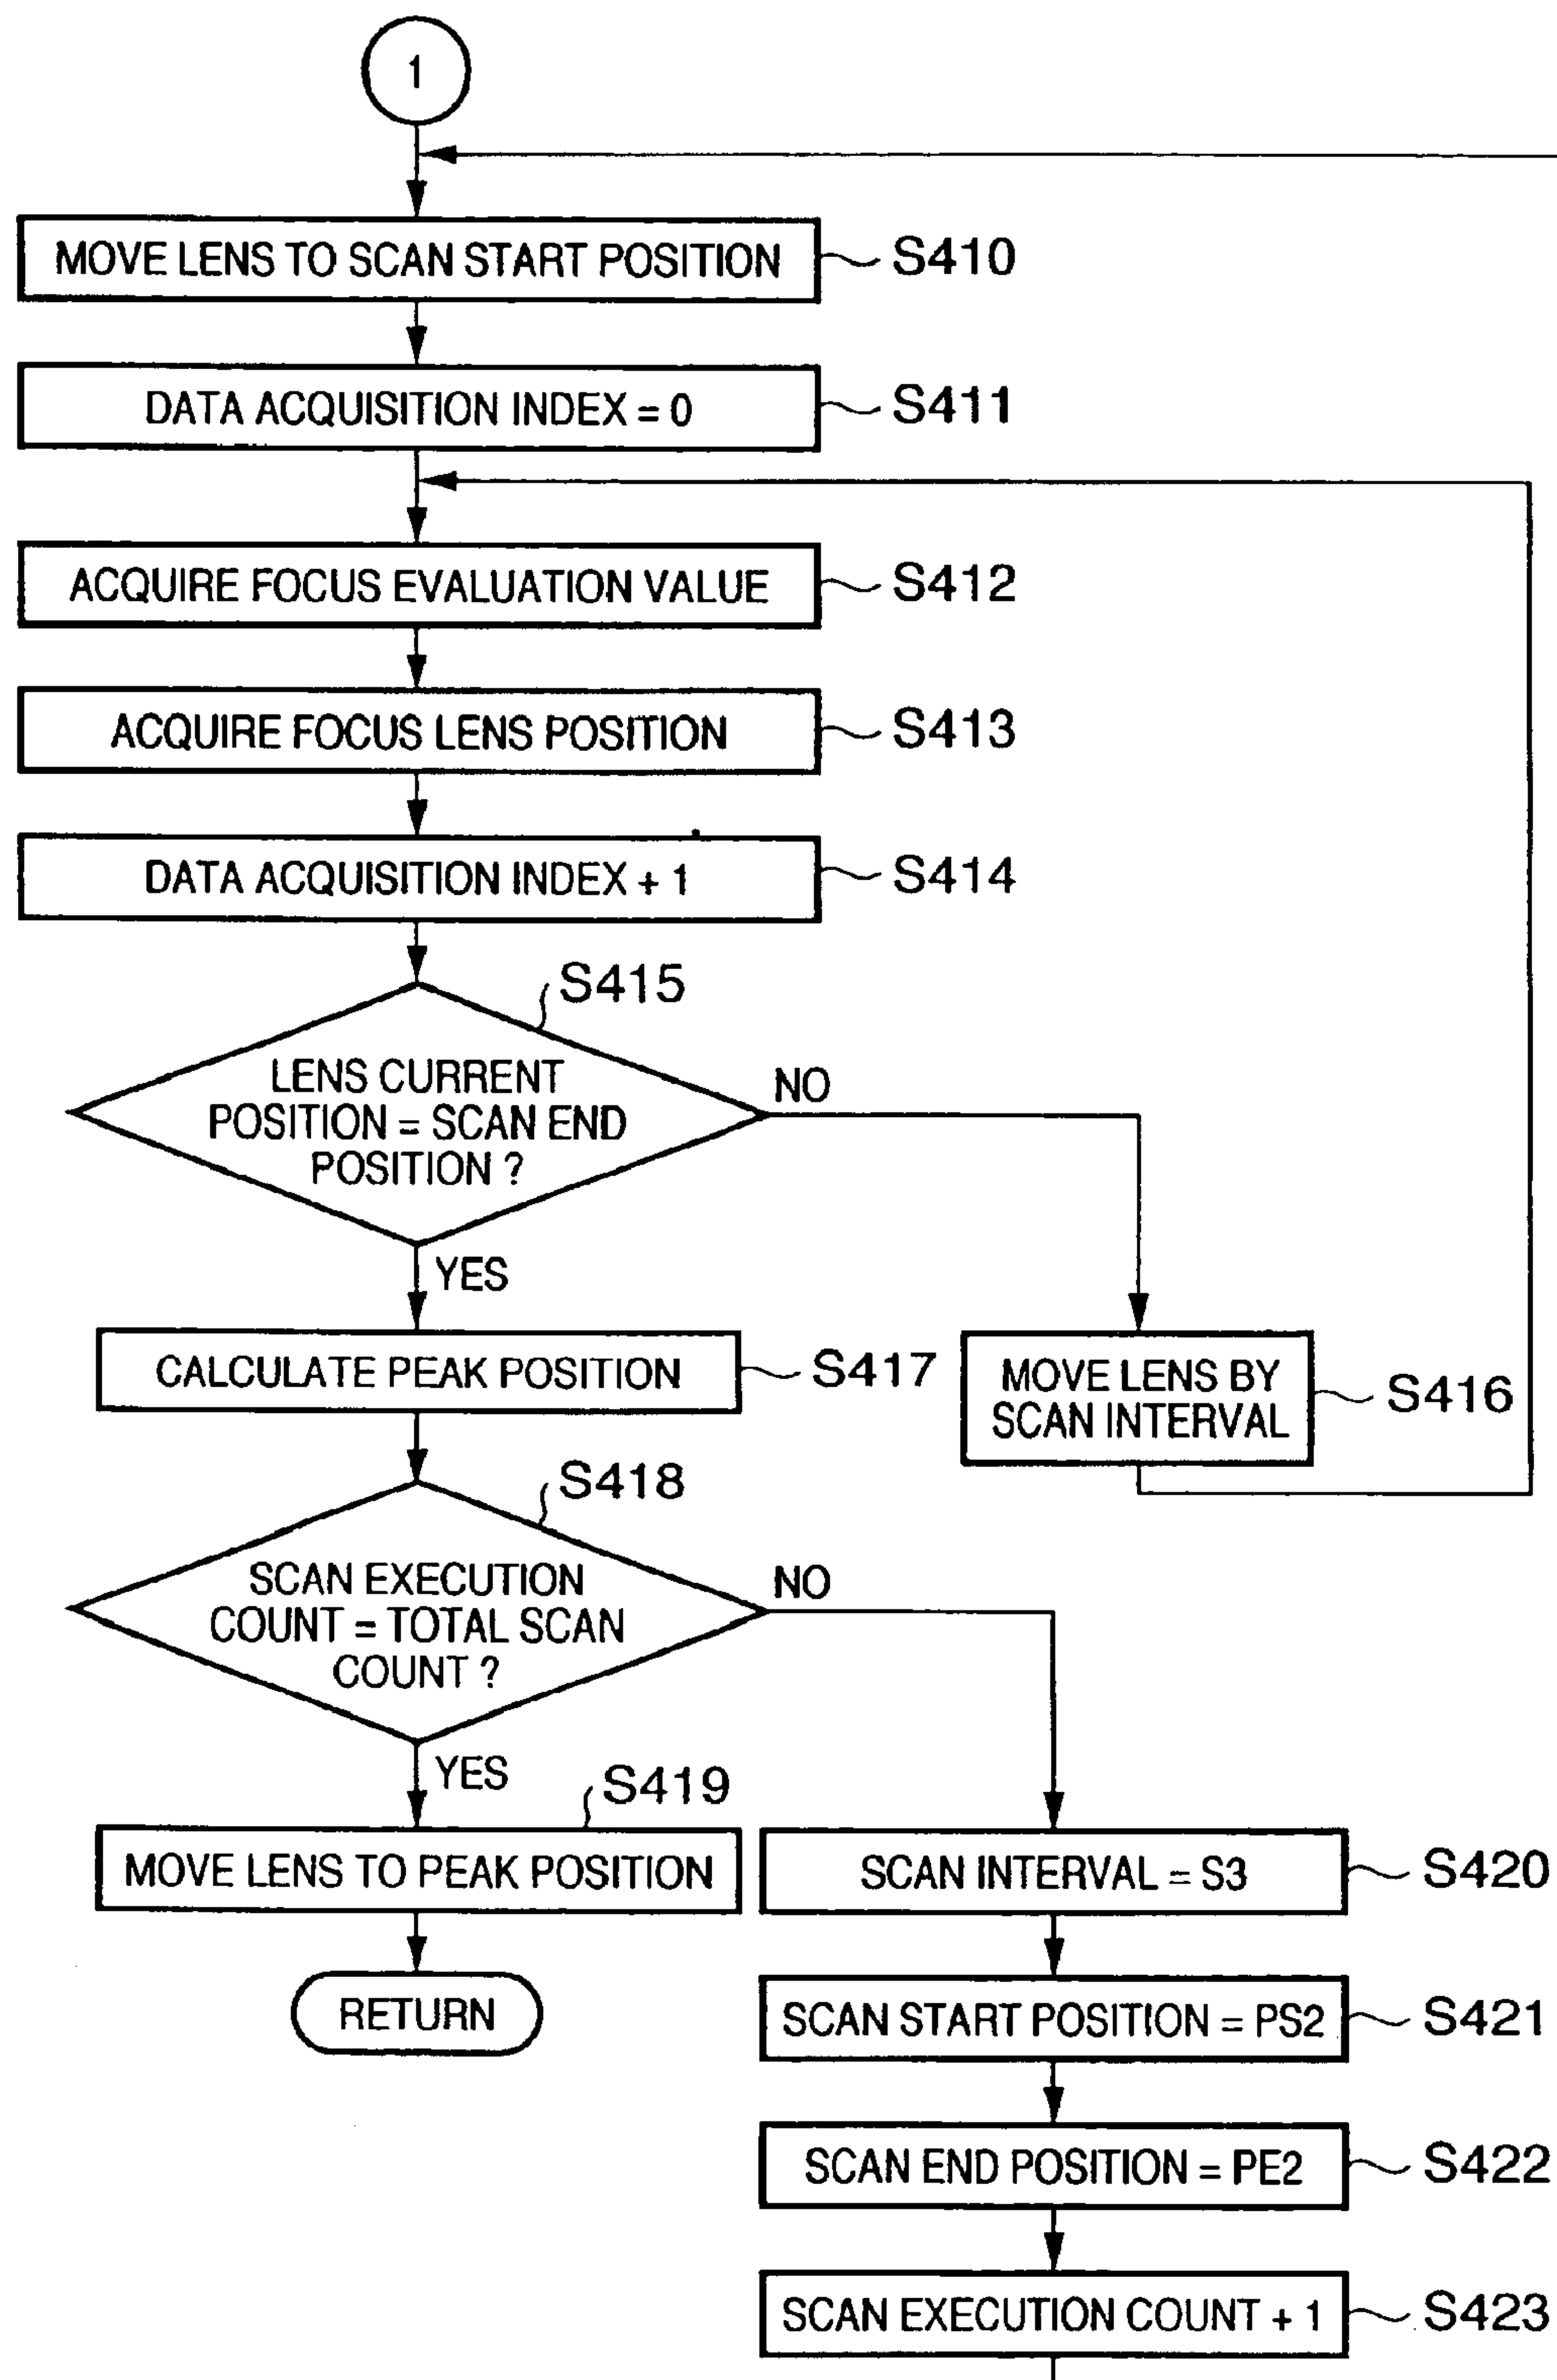 1
MOVE LENS TO SCAN START POSITION
S410
DATA ACQUISITION INDEX = 0
S411
ACQUIRE FOCUS EVALUATION VALUE
S412
ACQUIRE FOCUS LENS POSITION
S413
DATA ACQUISITION INDEX + 1
S414
S415
LENS CURRENT
POSITION = SCAN END
POSITION ?
NO
YES
CALCULATE PEAK POSITION
S417
MOVE LENS BY
SCAN INTERVAL
S416
S418
SCAN EXECUTION
COUNT = TOTAL SCAN
COUNT ?
NO
YES
S419
MOVE LENS TO PEAK POSITION
RETURN
SCAN INTERVAL = S3
S420
SCAN START POSITION = PS2
S421
SCAN END POSITION = PE2
S422
SCAN EXECUTION COUNT + 1
S423